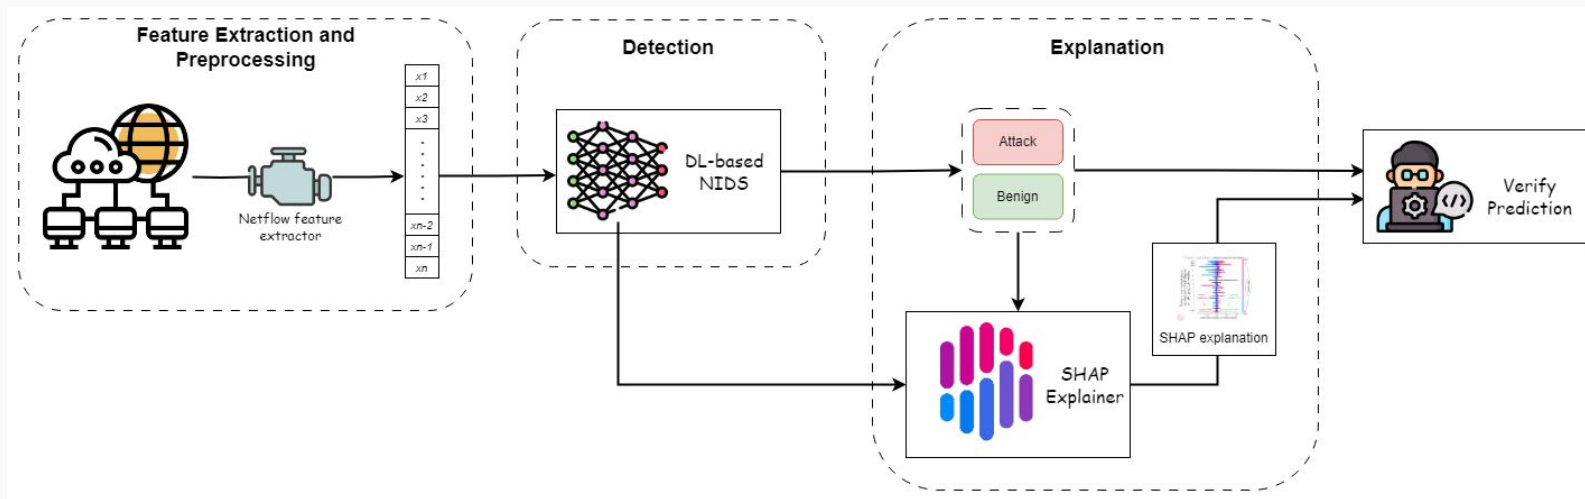 Feature Extraction and
Preprocessing
x1
x2
x3
xn-2
xn-1
xn
Netflow feature
extractor
Detection
DL-based
NIDS
Explanation
Attack
Benign
SHAP
Explainer
SHAP explanation
Verify
Prediction